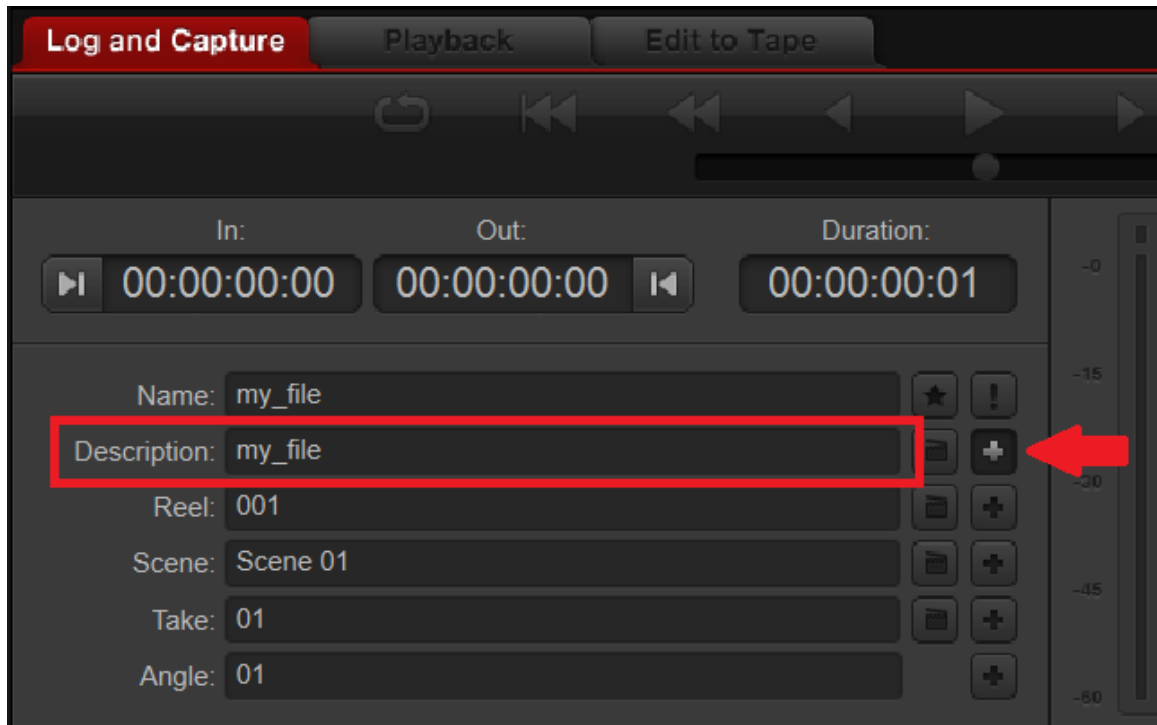 Log and Capture Playback Edit to Tape
In: Out: Duration:
00:00:00:00 00:00:00:00 00:00:00:01
-0
Name: my_file
-15
Description: my_file
-30
Reel: 001
Scene: Scene 01
-45
Take: 01
Angle: 01
-60